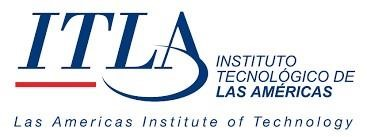 ITLA
INSTITUTO
TECNOLÓGICO DE
LAS AMÉRICAS
Las Americas Institute of Technology